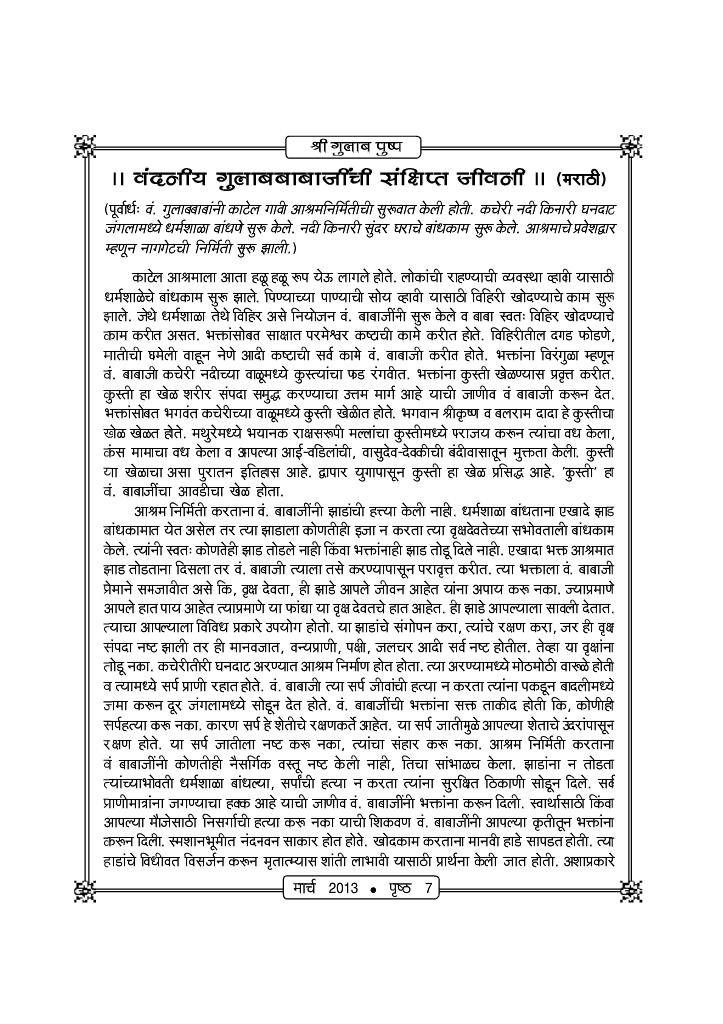 श्री गुलाब पुष्प
।। वंदनीय गुलाबबाबाजींची संक्षिप्त जीवनी ॥ (मराठी)
(पूर्वार्धः वं. गुलाबबाबांनी काटेल गावी आश्रमनिर्मितीची सुरूवात केली होती. कचेरी नदी किनारी घनदाट
जंगलामध्ये धर्मशाळा बांधणे सुरू केले. नदी किनारी सुंदर घराचे बांधकाम सुरू केले. आश्रमाचे प्रवेशद्वार
म्हणून नागगेटची निर्मिती सुरू झाली.)
काटेल आश्रमाला आता हळू हळू रूप येऊ लागले होते. लोकांची राहण्याची व्यवस्था व्हावी यासाठी
धर्मशाळेचे बांधकाम सुरू झाले. पिण्याच्या पाण्याची सोय व्हावी यासाठी विहिरी खोदण्याचे काम सुरू
झाले. जेथे धर्मशाळा तेथे विहिर असे नियोजन वं. बाबाजींनी सुरू केले व बाबा स्वतः विहिर खोदण्याचे
काम करीत असत. भक्तांसोबत साक्षात परमेश्वर कष्टाची कामे करीत होते. विहिरीतील दगड फोडणे,
मातीची घमेली वाहून नेणे आदी कष्टाची सर्व कामे वं. बाबाजी करीत होते. भक्तांना विरंगुळा म्हणून
वं. बाबाजी कचेरी नदीच्या वाळूमध्ये कुस्त्यांचा फड रंगवीत. भक्तांना कुस्ती खेळण्यास प्रवृत्त करीत.
कुस्ती हा खेळ शरीर संपदा समुद्ध करण्याचा उत्तम मार्ग आहे याची जाणीव वं बाबाजी करून देत.
भक्तांसोबत भगवंत कचेरीच्या वाळूमध्ये कुस्ती खेळीत होते. भगवान श्रीकृष्ण व बलराम दादा हे कुस्तीचा
खेळ खेळत होते. मथुरेमध्ये भयानक राक्षसरूपी मल्लांचा कुस्तीमध्ये पराजय करून त्यांचा वध केला,
कंस मामाचा वध केला व आपल्या आई-वडिलांची, वासुदेव-देवकीची बंदीवासातून मुक्तता केली. कुस्ती
या खेळाचा असा पुरातन इतिहास आहे. द्वापार युगापासून कुस्ती हा खेळ प्रसिद्ध आहे. 'कुस्ती' हा
वं. बाबाजींचा आवडीचा खेळ होता.
आश्रम निर्मिती करताना वं. बाबाजींनी झाडांची हत्त्या केली नाही. धर्मशाळा बांधताना एखादे झाड
बांधकामात येत असेल तर त्या झाडाला कोणतीही इजा न करता त्या वृक्षदेवतेच्या सभोवताली बांधकाम
केले. त्यांनी स्वतः कोणतेही झाड तोडले नाही किंवा भक्तांनाही झाड तोडू दिले नाही. एखादा भक्त आश्रमात
झाड तोडताना दिसला तर वं. बाबाजी त्याला तसे करण्यापासून परावृत्त करीत. त्या भक्ताला वं. बाबाजी
प्रेमाने समजावीत असे कि, वृक्ष देवता, ही झाडे आपले जीवन आहेत यांना अपाय करू नका. ज्याप्रमाणे
आपले हात पाय आहेत त्याप्रमाणे या फांद्या या वृक्ष देवतचे हात आहेत. ही झाडे आपल्याला सावली देतात.
त्याचा आपल्याला विविध प्रकारे उपयोग होतो. या झाडांचे संगोपन करा, त्यांचे रक्षण करा, जर ही वृक्ष
संपदा नष्ट झाली तर ही मानवजात, वन्यप्राणी, पक्षी, जलचर आदी सर्व नष्ट होतील. तेव्हा या वृक्षांना
तोडू नका. कचेरीतीरी घनदाट अरण्यात आश्रम निर्माण होत होता. त्या अरण्यामध्ये मोठमोठी वारूळे होती
व त्यामध्ये सर्प प्राणी रहात होते. वं. बाबाजी त्या सर्प जीवांची हत्या न करता त्यांना पकडून बादलीमध्ये
जमा करून दूर जंगलामध्ये सोडून देत होते. वं. बाबाजींची भक्तांना सक्त ताकीद होती कि, कोणीही
सर्पहत्या करू नका. कारण सर्प हे शेतीचे रक्षणकर्ते आहेत. या सर्प जातीमुळे आपल्या शेताचे उंदरांपासून
रक्षण होते. या सर्प जातीला नष्ट करू नका, त्यांचा संहार करू नका. आश्रम निर्मिती करताना
वं बाबाजींनी कोणतीही नैसर्गिक वस्तू नष्ट केली नाही, तिचा सांभाळच केला. झाडांना न तोडता
त्यांच्याभोवती धर्मशाळा बांधल्या, सर्पांची हत्या न करता त्यांना सुरक्षित ठिकाणी सोडून दिले. सर्व
प्राणीमात्रांना जगण्याचा हक्क आहे याची जाणीव वं. बाबाजींनी भक्तांना करून दिली. स्वार्थासाठी किंवा
आपल्या मौजेसाठी निसर्गाची हत्या करू नका याची शिकवण वं. बाबाजींनी आपल्या कृतीतून भक्तांना
करून दिली. स्मशानभूमीत नंदनवन साकार होत होते. खोदकाम करताना मानवी हाडे सापडत होती. त्या
हाडांचे विधीवत विसर्जन करून मृतात्म्यास शांती लाभावी यासाठी प्रार्थना केली जात होती. अशाप्रकारे
मार्च 2013 ● पृष्ठ 7